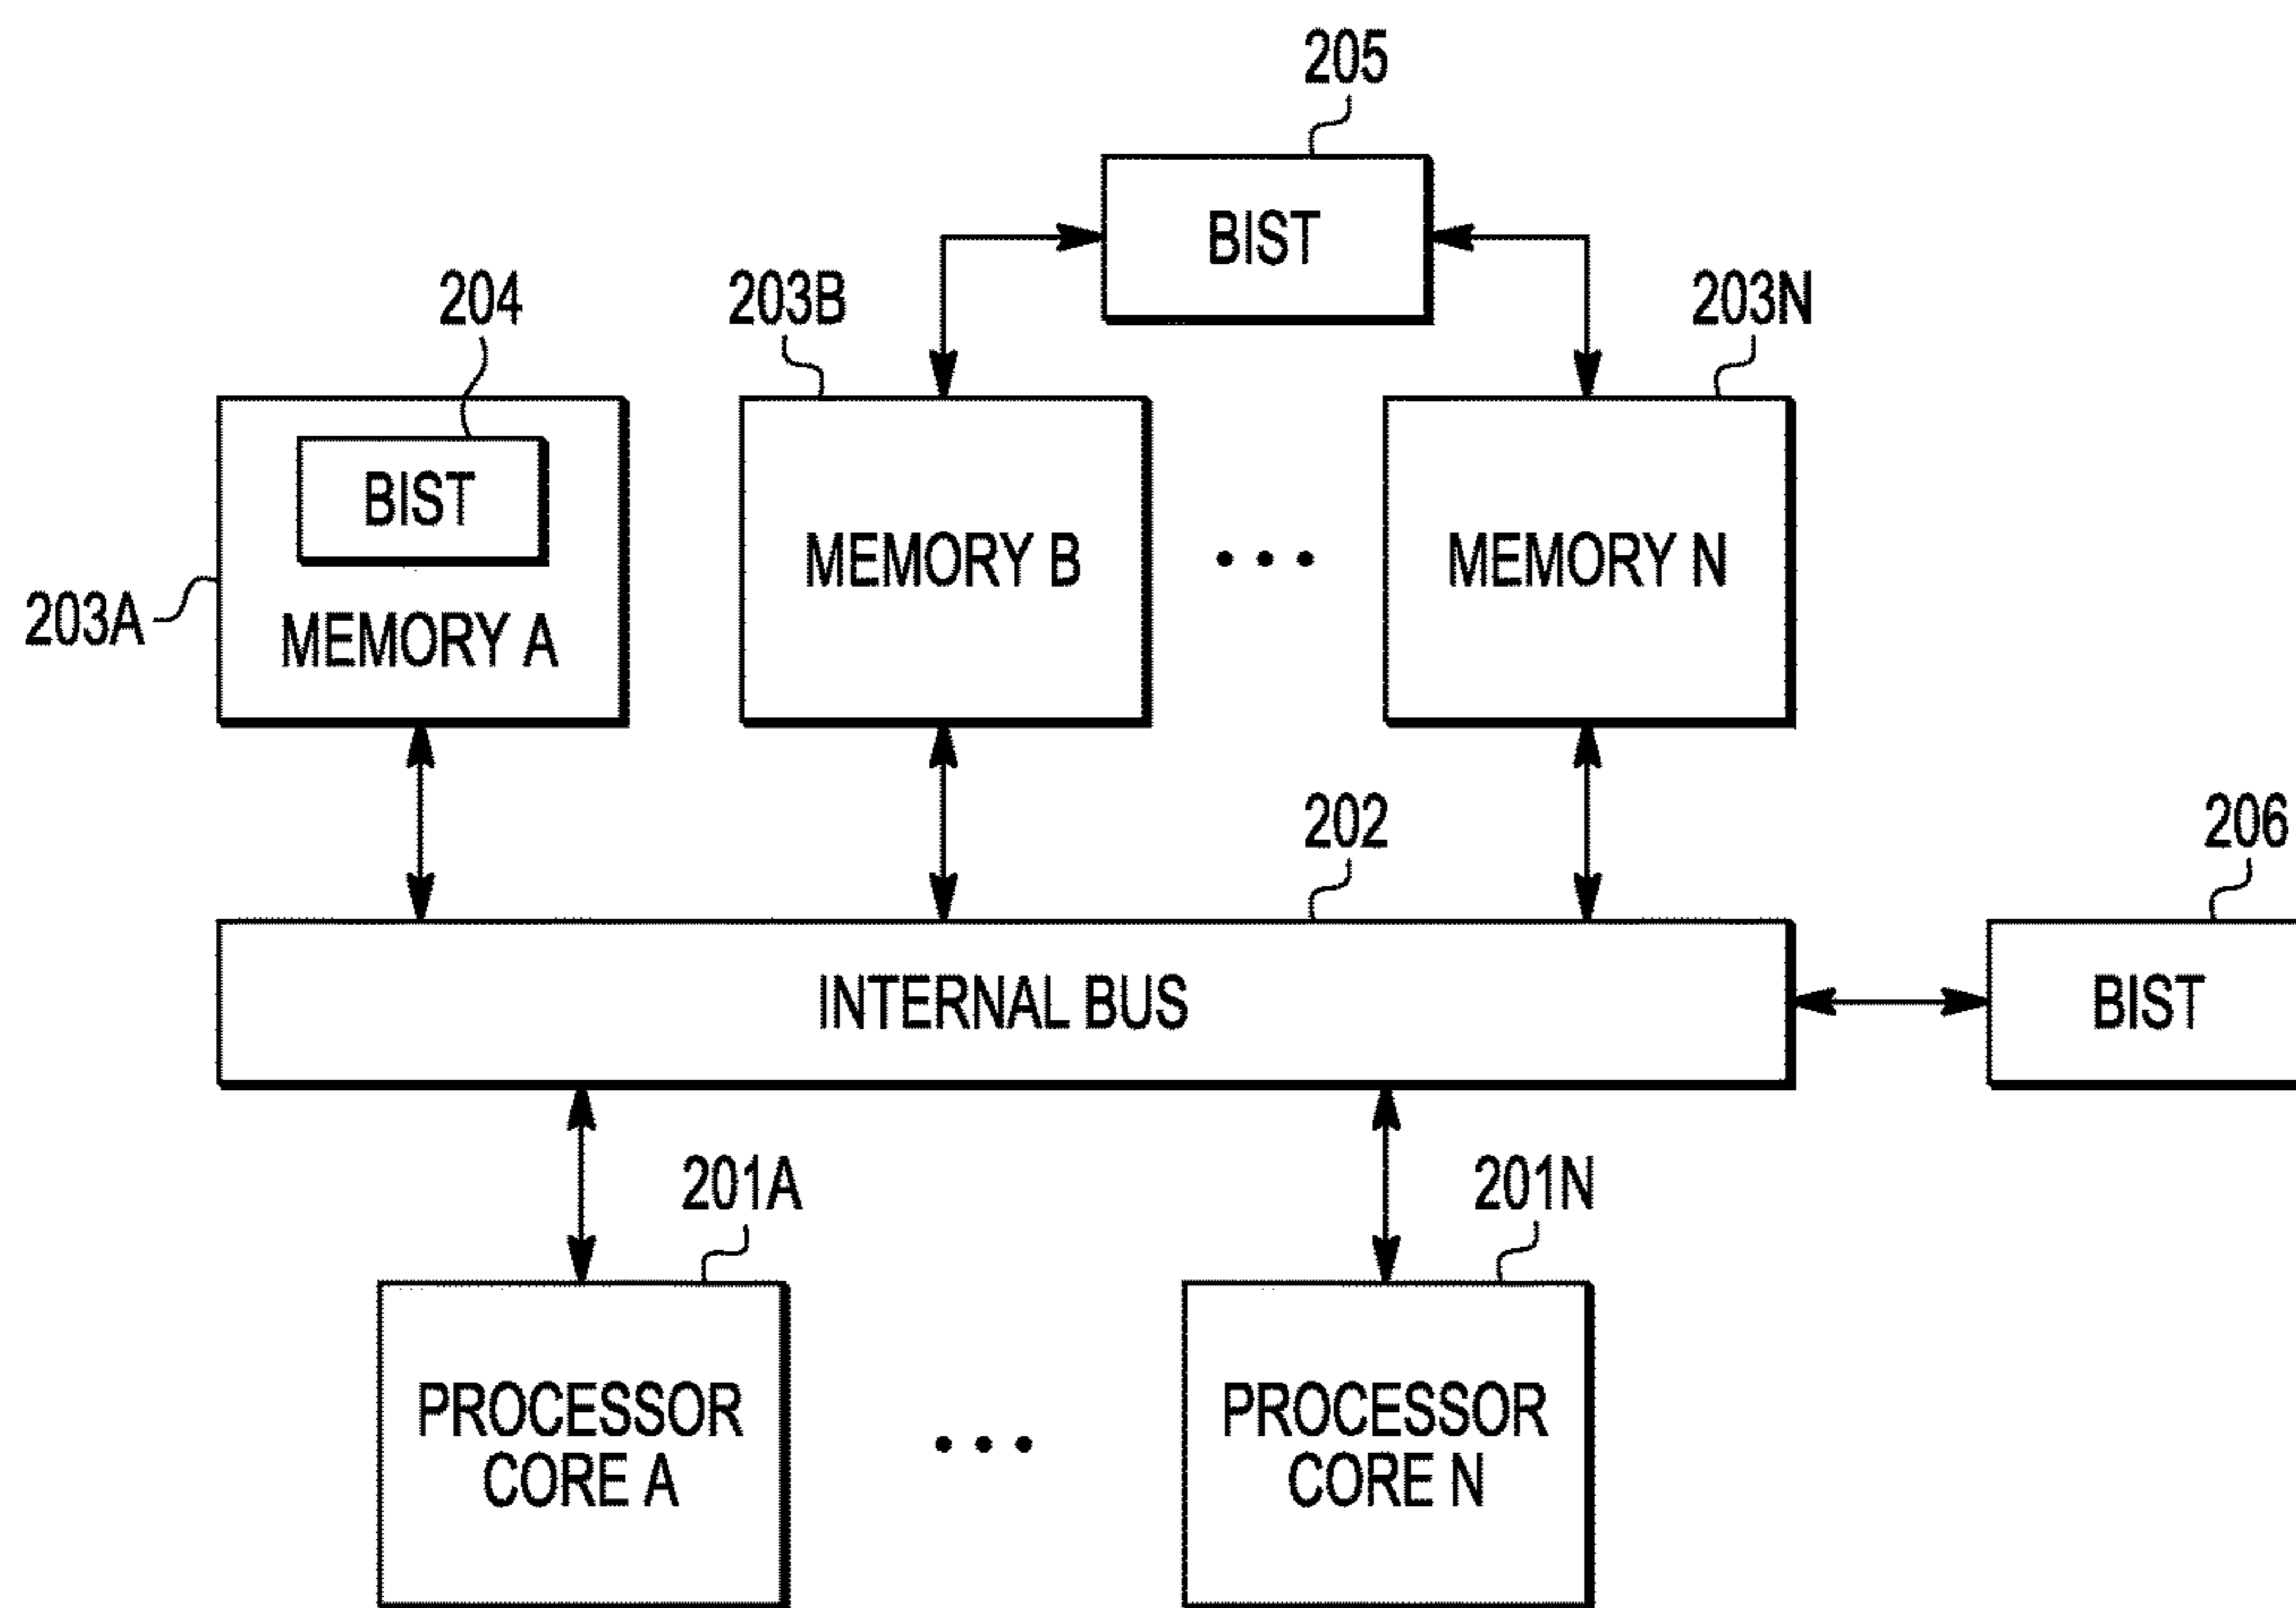 205
BIST
204
203B
203N
BIST
MEMORY B
MEMORY N
203A
MEMORY A
202
206
INTERNAL BUS
BIST
201A
201N
PROCESSOR
CORE A
PROCESSOR
CORE N